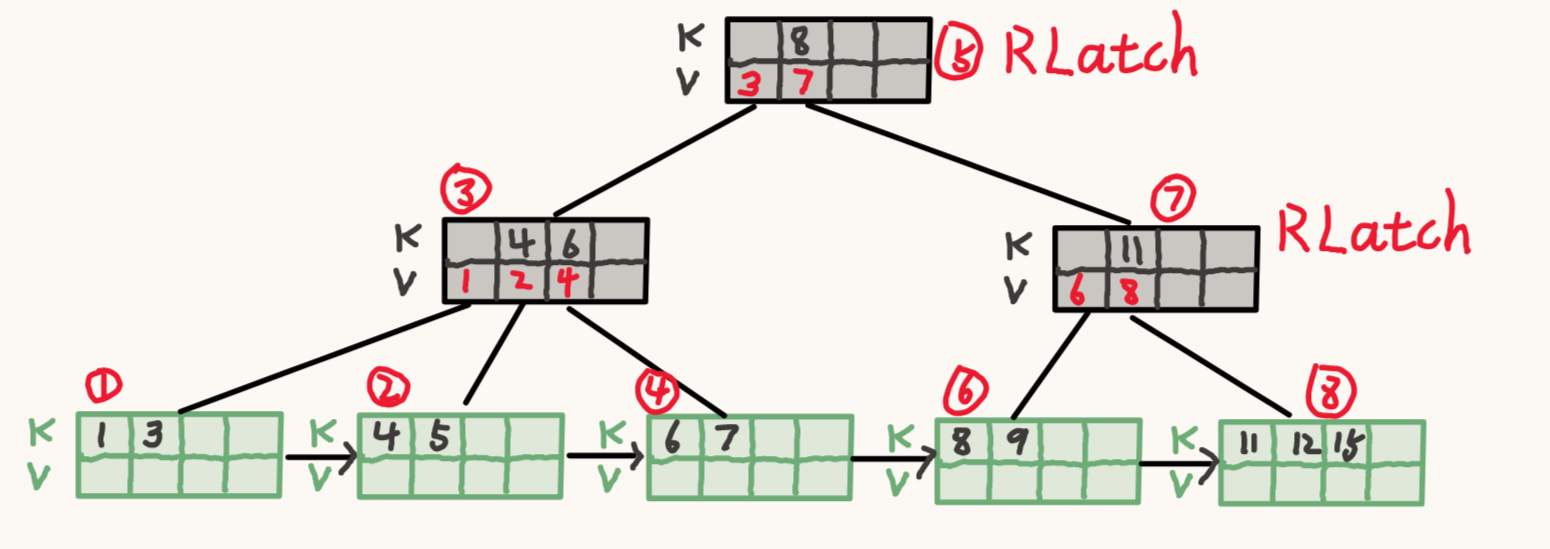 K 8
V 3 7
⑤ RLatch
③
K 4 6
V 1 2 4
⑦
K 11
V 6 8
RLatch
①
K 1 3
V
②
K 4 5
V
④
K 6 7
V
⑥
K 8 9
V
⑧
K 11 12 15
V